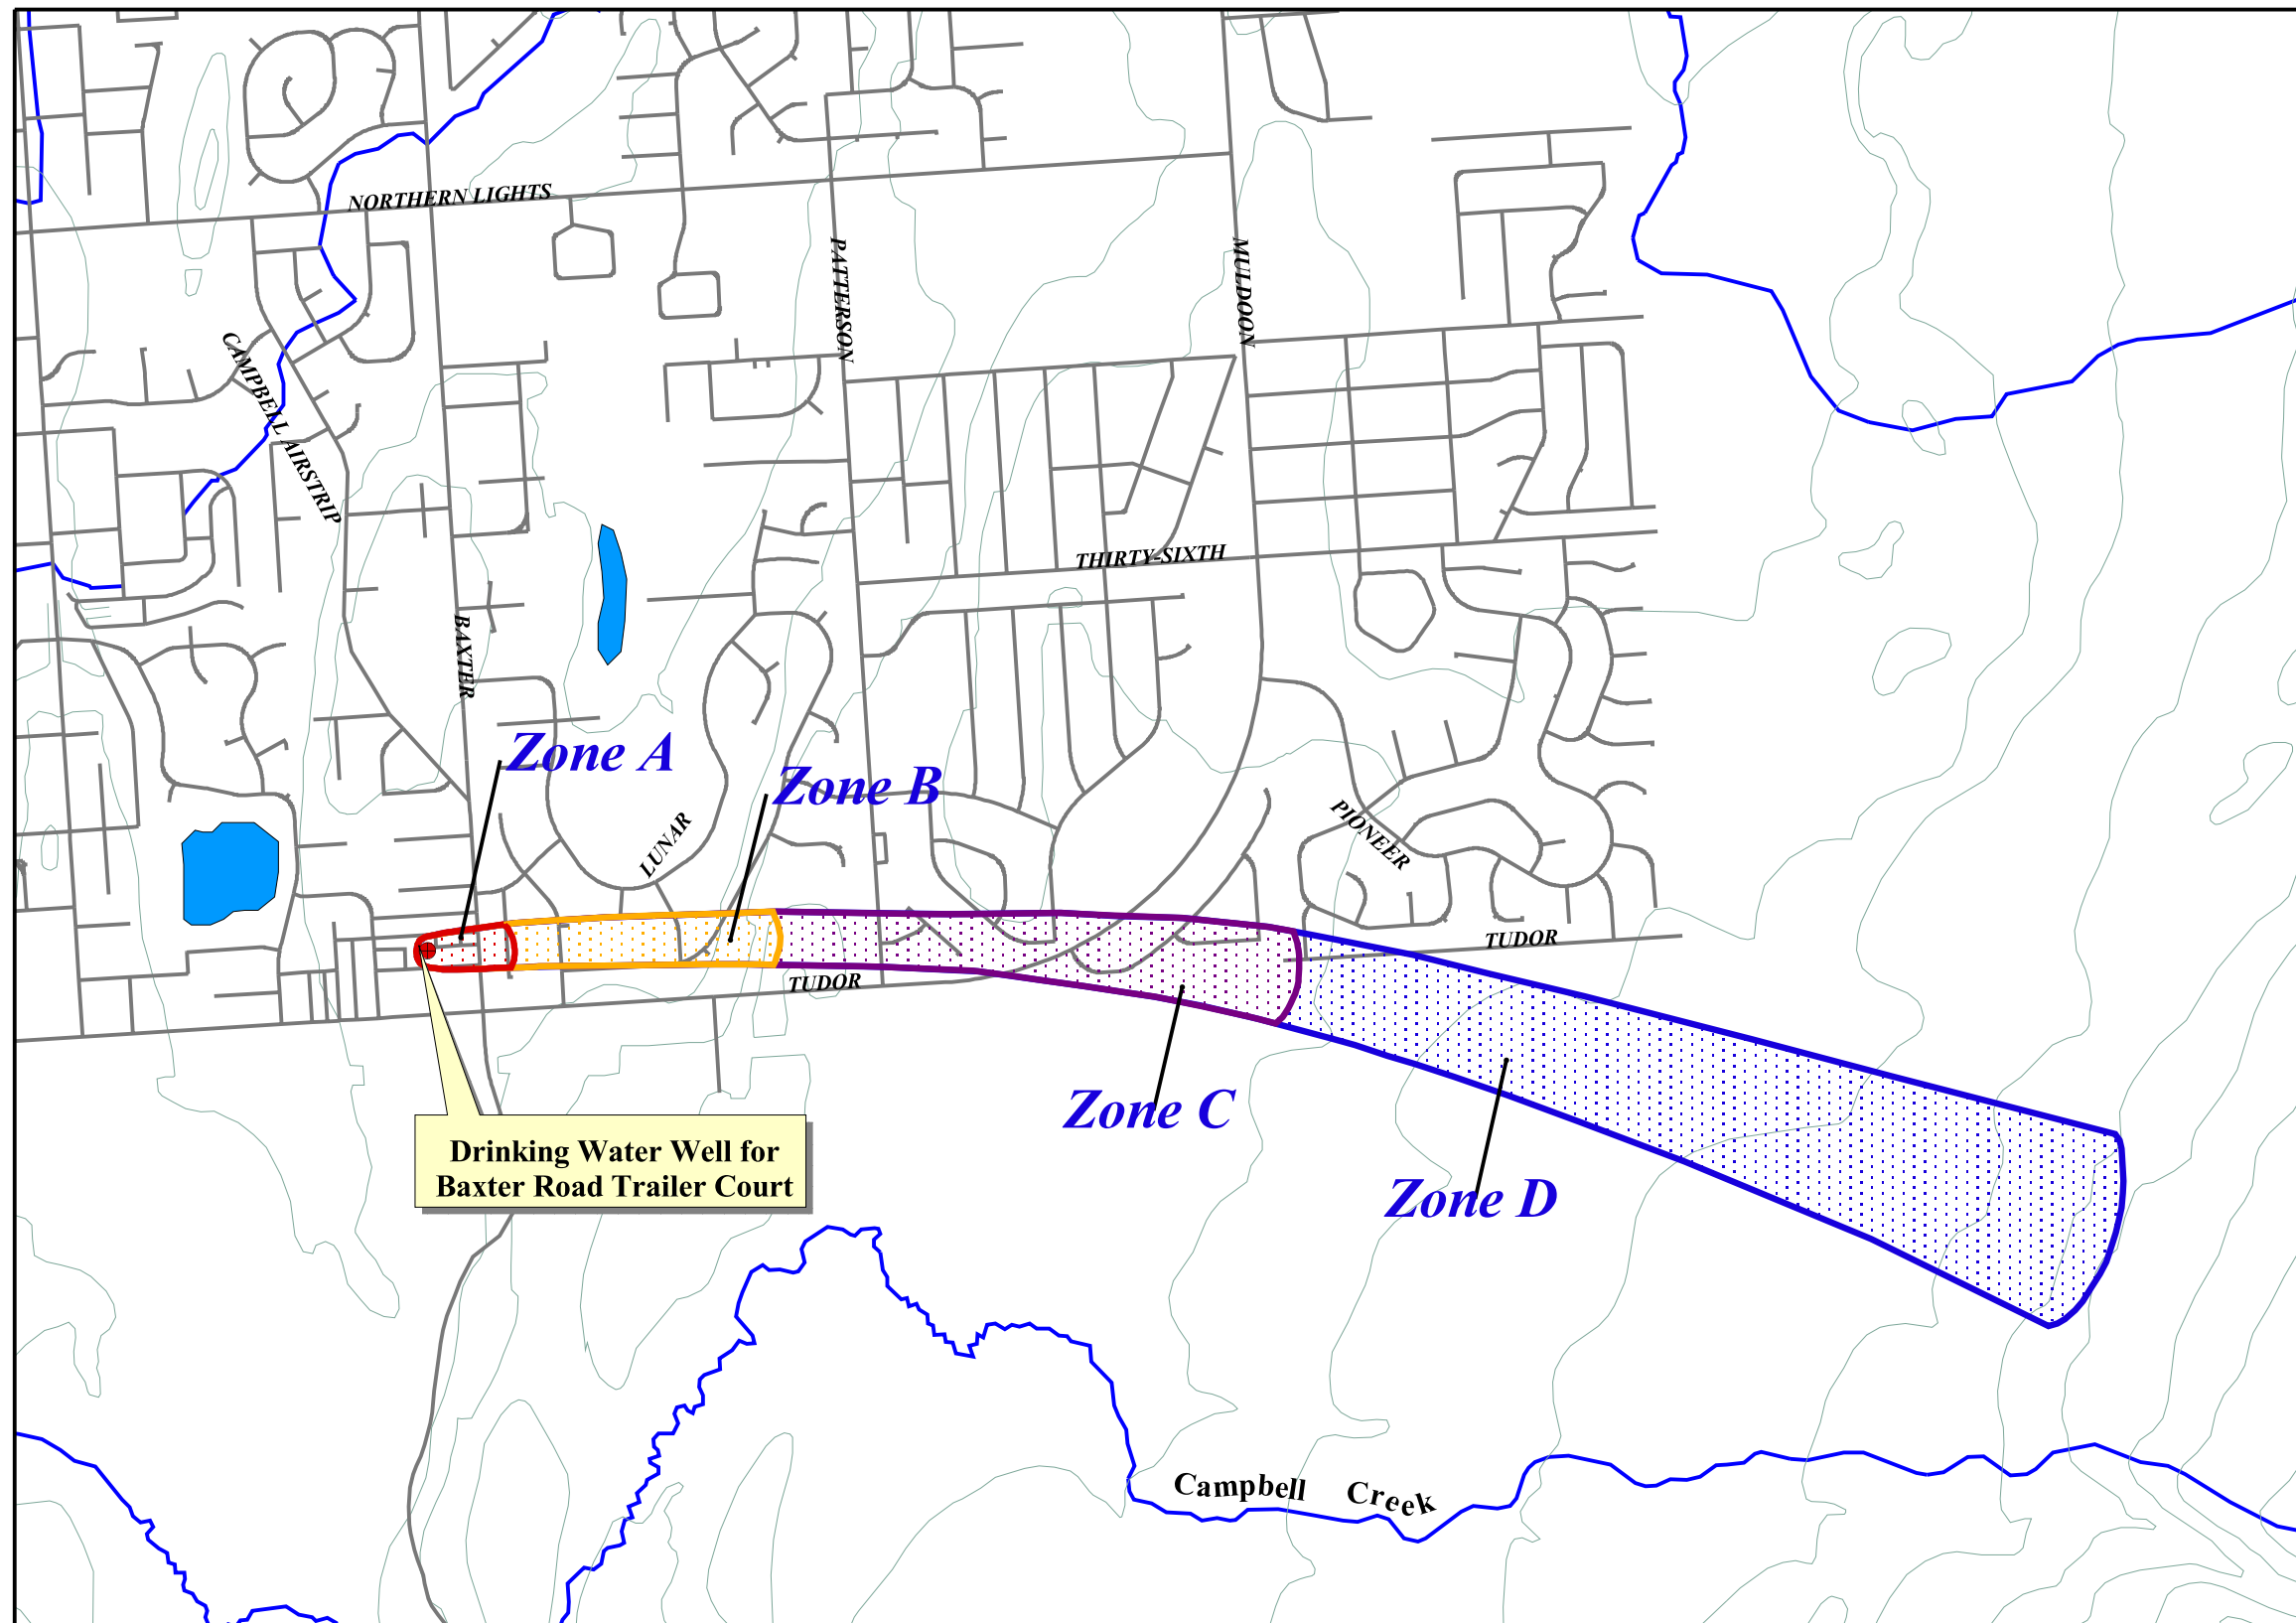 NORTHERN LIGHTS
PATTERSON
MULDOON
CAMPBELL AIRSTRIP
THIRTY-SIXTH
BAXTER
Zone A
Zone B
LUNAR
PIONEER
TUDOR
TUDOR
Zone C
Drinking Water Well for
Baxter Road Trailer Court
Zone D
Campbell Creek